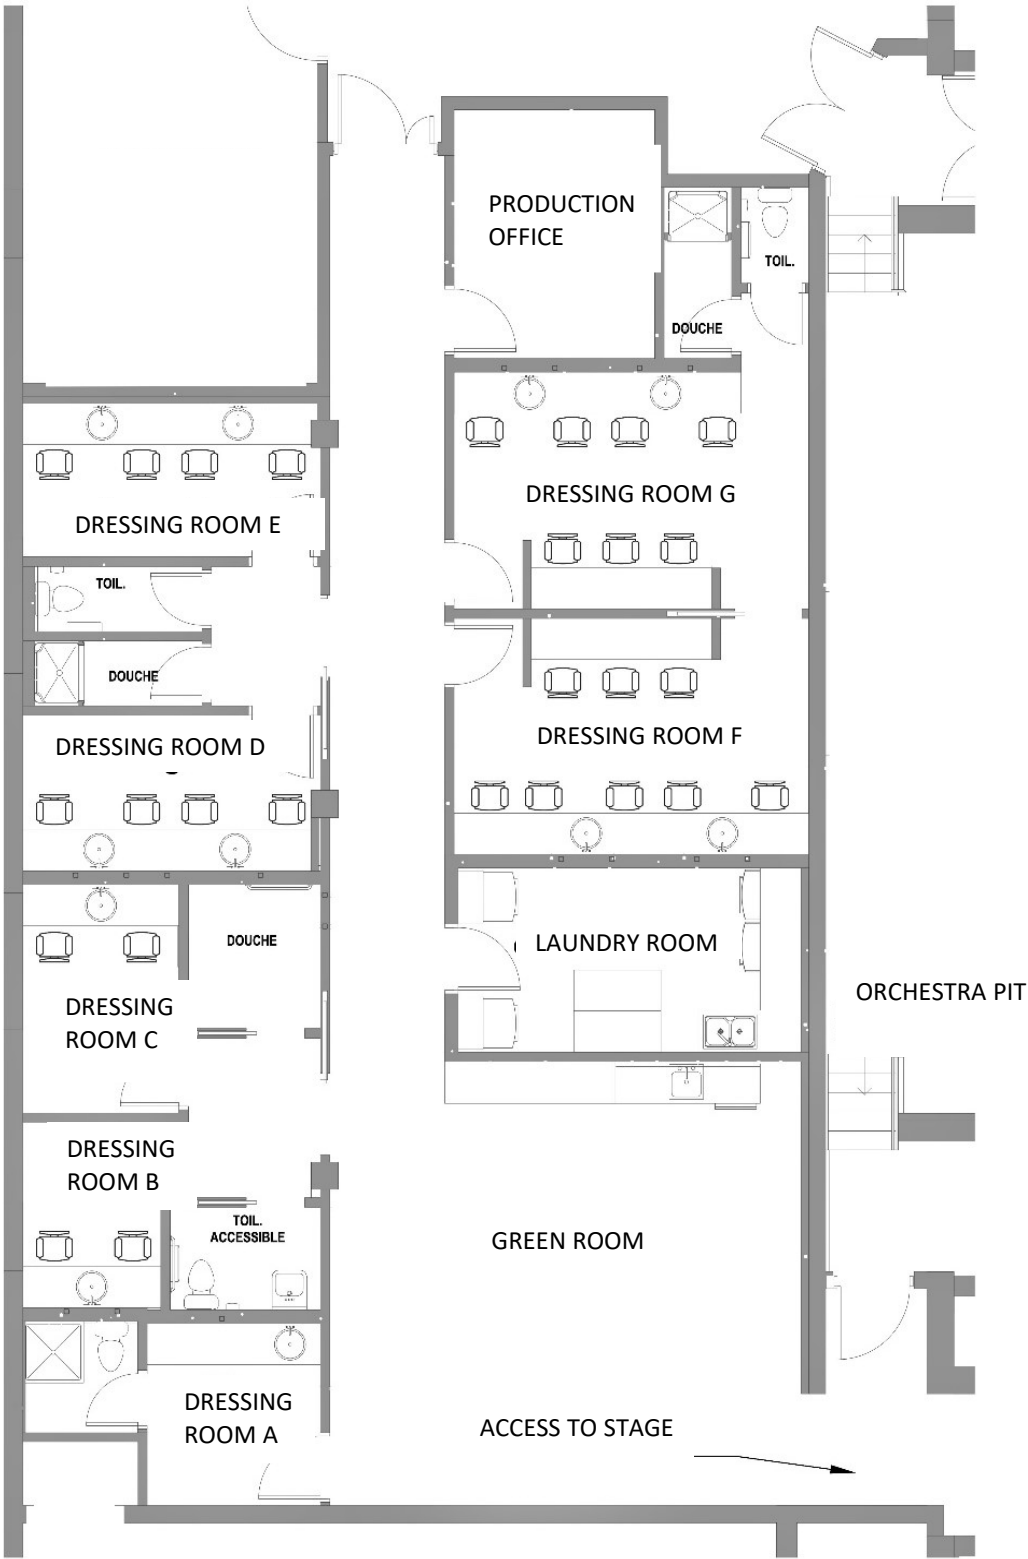 PRODUCTION
OFFICE
TOIL.
DOUCHE
DRESSING ROOM G
DRESSING ROOM E
TOIL.
DOUCHE
DRESSING ROOM D
DRESSING ROOM F
DOUCHE
LAUNDRY ROOM
DRESSING
ROOM C
ORCHESTRA PIT
DRESSING
ROOM B
TOIL.
ACCESSIBLE
GREEN ROOM
DRESSING
ROOM A
ACCESS TO STAGE